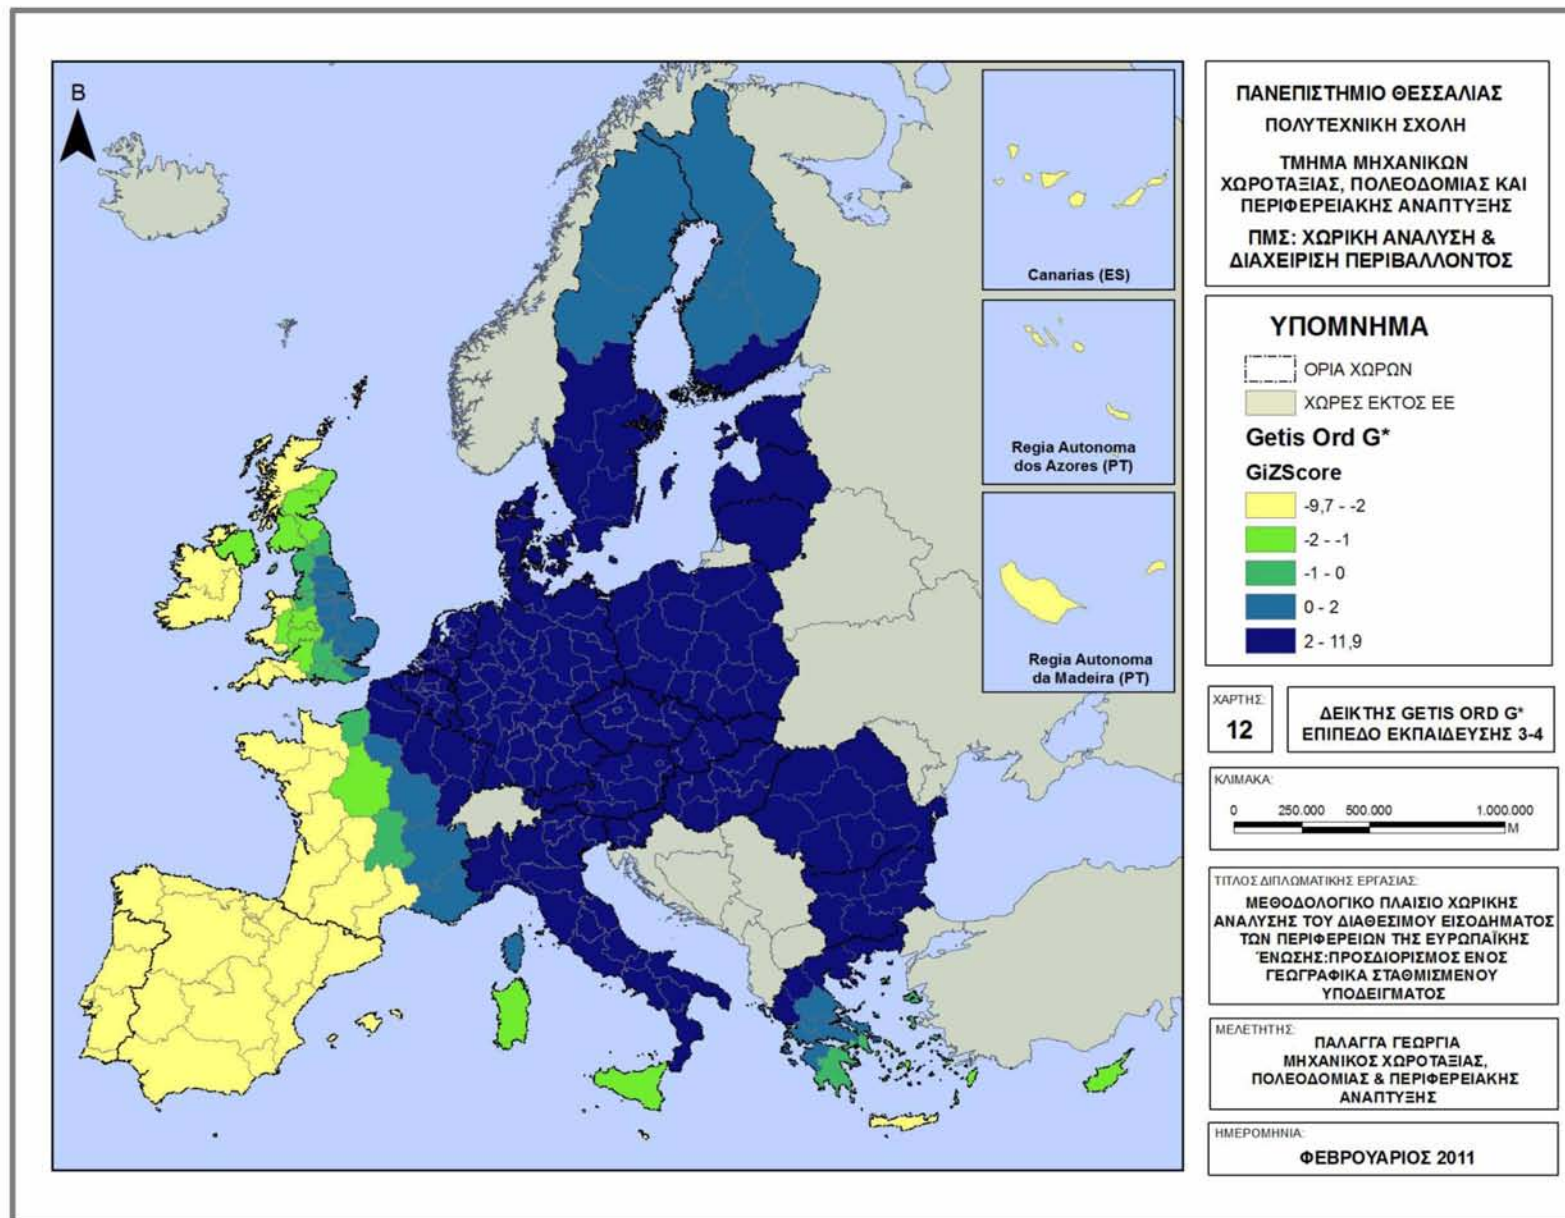 B
Canarias (ES)
Regia Autonoma
dos Azores (PT)
Regia Autonoma
da Madeira (PT)
ΠΑΝΕΠΙΣΤΗΜΙΟ ΘΕΣΣΑΛΙΑΣ
ΠΟΛΥΤΕΧΝΙΚΗ ΣΧΟΛΗ
ΤΜΗΜΑ ΜΗΧΑΝΙΚΩΝ
ΧΩΡΟΤΑΞΙΑΣ, ΠΟΛΕΟΔΟΜΙΑΣ ΚΑΙ
ΠΕΡΙΦΕΡΕΙΑΚΗΣ ΑΝΑΠΤΥΞΗΣ
ΠΜΣ: ΧΩΡΙΚΗ ΑΝΑΛΥΣΗ &
ΔΙΑΧΕΙΡΙΣΗ ΠΕΡΙΒΑΛΛΟΝΤΟΣ
ΥΠΟΜΝΗΜΑ
ΟΡΙΑ ΧΩΡΩΝ
ΧΩΡΕΣ ΕΚΤΟΣ ΕΕ
Getis Ord G*
GiZScore
-9,7 - -2
-2 - -1
-1 - 0
0 - 2
2 - 11,9
ΧΑΡΤΗΣ:
12
ΔΕΙΚΤΗΣ GETIS ORD G*
ΕΠΙΠΕΔΟ ΕΚΠΑΙΔΕΥΣΗΣ 3-4
ΚΛΙΜΑΚΑ:
0 250.000 500.000 1.000.000
M
ΤΙΤΛΟΣ ΔΙΠΛΩΜΑΤΙΚΗΣ ΕΡΓΑΣΙΑΣ:
ΜΕΘΟΔΟΛΟΓΙΚΟ ΠΛΑΙΣΙΟ ΧΩΡΙΚΗΣ
ΑΝΑΛΥΣΗΣ ΤΟΥ ΔΙΑΘΕΣΙΜΟΥ ΕΙΣΟΔΗΜΑΤΟΣ
ΤΩΝ ΠΕΡΙΦΕΡΕΙΩΝ ΤΗΣ ΕΥΡΩΠΑΪΚΗΣ
ΈΝΩΣΗΣ:ΠΡΟΣΔΙΟΡΙΣΜΟΣ ΕΝΟΣ
ΓΕΩΓΡΑΦΙΚΑ ΣΤΑΘΜΙΣΜΕΝΟΥ
ΥΠΟΔΕΙΓΜΑΤΟΣ
ΜΕΛΕΤΗΤΗΣ:
ΠΑΛΑΓΓΑ ΓΕΩΡΓΙΑ
ΜΗΧΑΝΙΚΟΣ ΧΩΡΟΤΑΞΙΑΣ,
ΠΟΛΕΟΔΟΜΙΑΣ & ΠΕΡΙΦΕΡΕΙΑΚΗΣ
ΑΝΑΠΤΥΞΗΣ
ΗΜΕΡΟΜΗΝΙΑ:
ΦΕΒΡΟΥΑΡΙΟΣ 2011